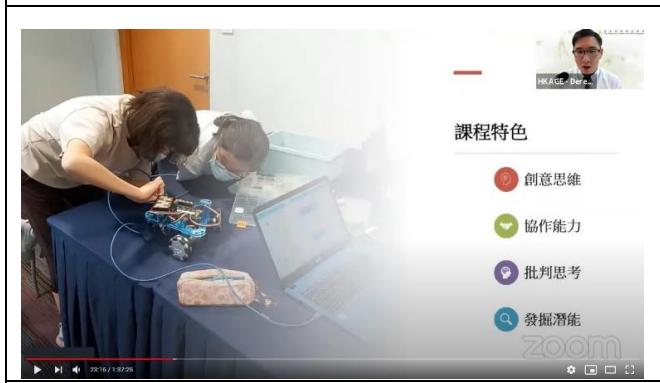 HKAGE - Dere...
課程特色
創意思維
協作能力
批判思考
發掘潛能
zoom
23:16 / 1:37:25